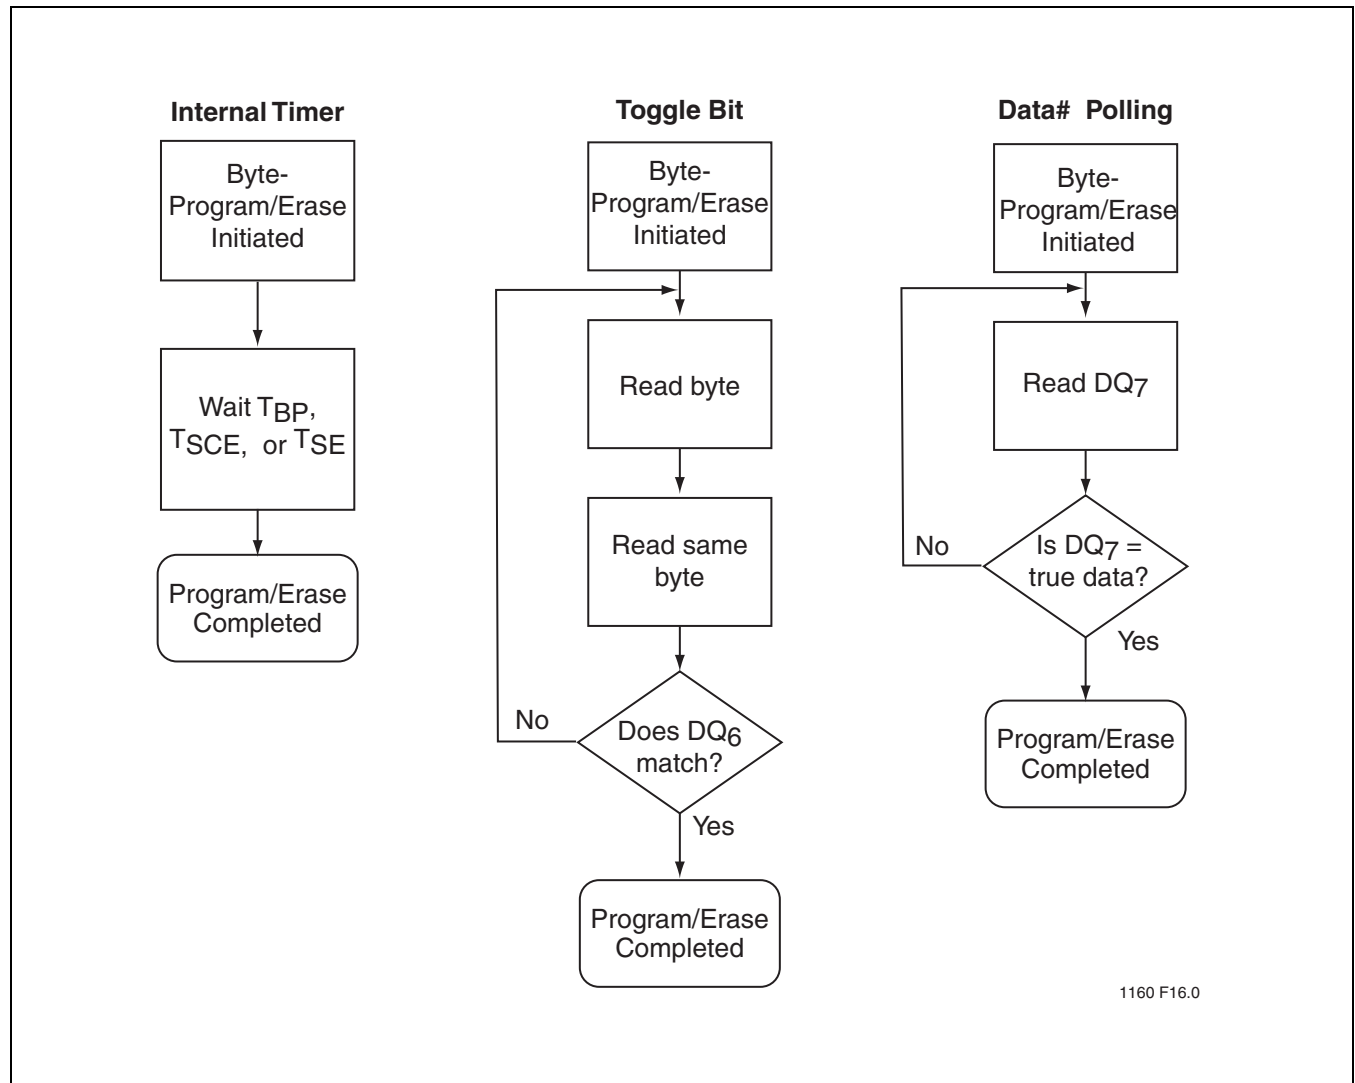 Internal Timer
Byte-
Program/Erase
Initiated
Wait TBP,
TSCE, or TSE
Program/Erase
Completed
Toggle Bit
Byte-
Program/Erase
Initiated
Read byte
Read same
byte
No
Does DQ6
match?
Yes
Program/Erase
Completed
Data# Polling
Byte-
Program/Erase
Initiated
Read DQ7
No
Is DQ7 =
true data?
Yes
Program/Erase
Completed
1160 F16.0